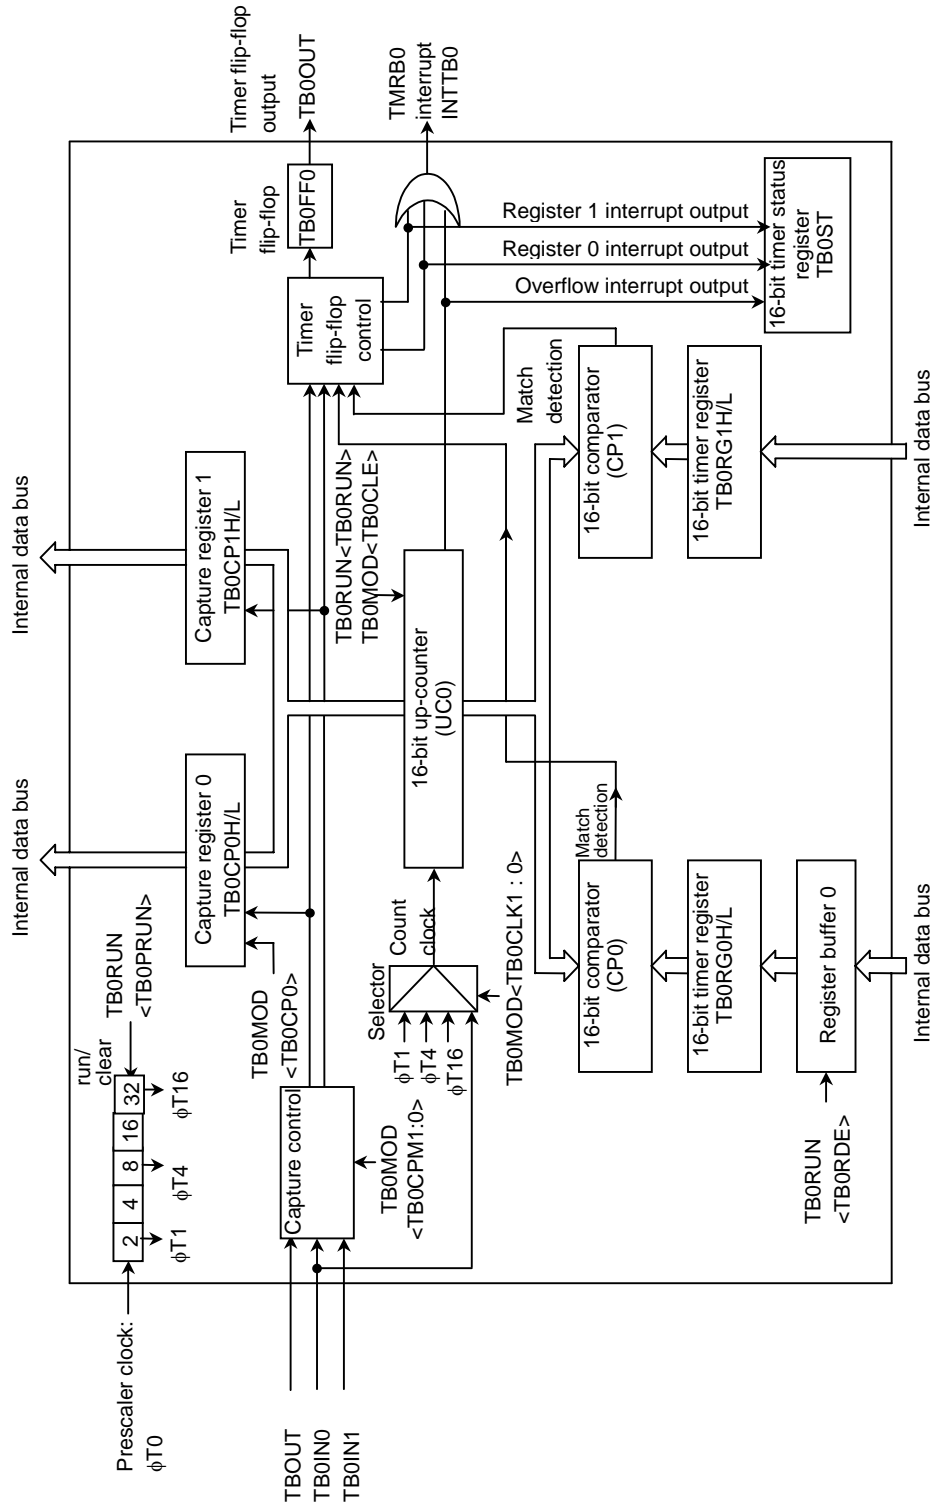 Prescaler clock:
φT0
2
4
8
16
32
φT1
φT4
φT16
run/
clear
TB0RUN
<TB0PRUN>
Internal data bus
Internal data bus
Capture register 0
TB0CP0H/L
Capture register 1
TB0CP1H/L
TB0MOD
<TB0CP0>
TBOUT
TB0IN0
TB0IN1
Capture control
TB0MOD
<TB0CPM1:0>
Selector
φT1
φT4
φT16
Count
clock
TB0MOD<TB0CLK1 : 0>
16-bit up-counter
(UC0)
TB0RUN<TB0RUN>
TB0MOD<TB0CLE>
Timer
flip-flop
control
Timer
flip-flop
TB0FF0
Timer flip-flop
output
TB0OUT
TMRB0
interrupt
INTTB0
Register 1 interrupt output
Register 0 interrupt output
Overflow interrupt output
16-bit timer status
register
TB0ST
Match
detection
16-bit comparator
(CP0)
Match
detection
16-bit comparator
(CP1)
16-bit timer register
TB0RG0H/L
16-bit timer register
TB0RG1H/L
Register buffer 0
TB0RUN
<TB0RDE>
Internal data bus
Internal data bus